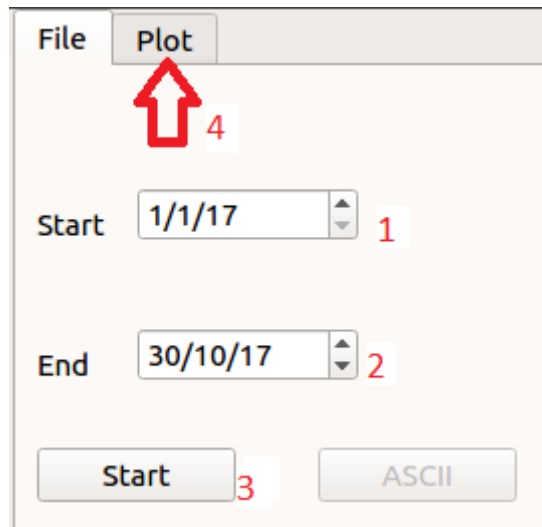 File Plot
4
Start 1/1/17 1
End 30/10/17 2
Start 3 ASCII